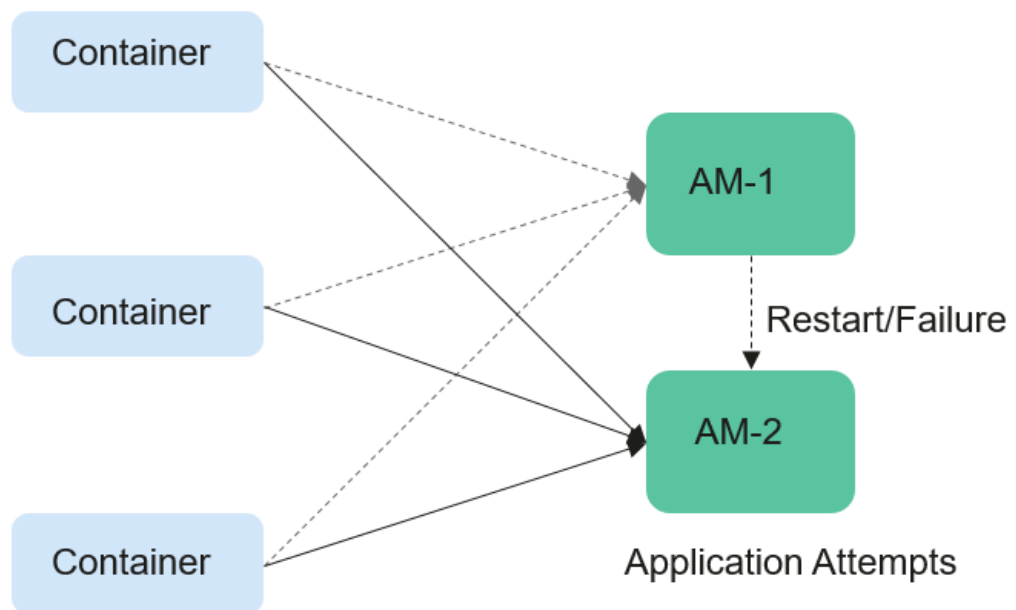 Container
AM-1
Container
Restart/Failure
AM-2
Container
Application Attempts